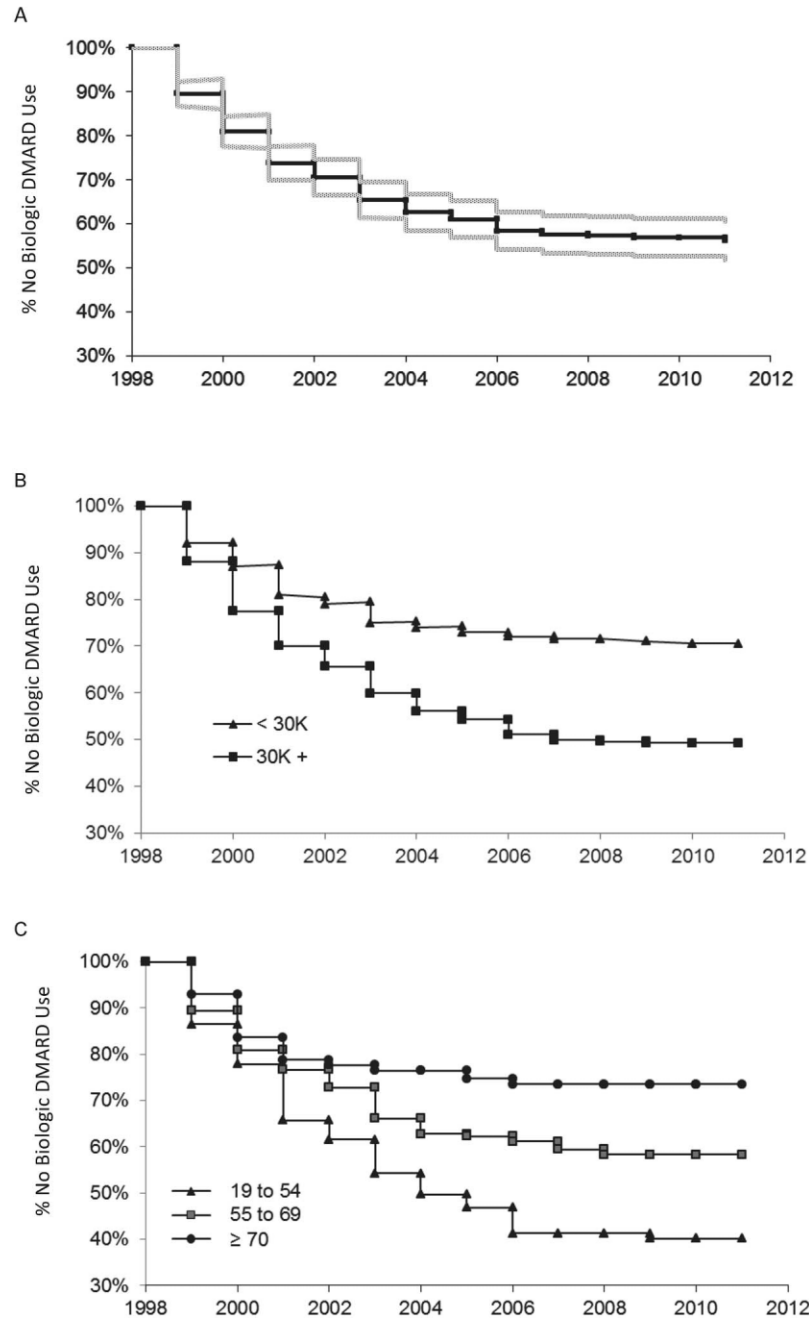 A
% No Biologic DMARD Use
100%
90%
80%
70%
60%
50%
40%
30%
1998 2000 2002 2004 2006 2008 2010 2012
B
% No Biologic DMARD Use
100%
90%
80%
70%
60%
50%
40%
30%
< 30K
30K +
1998 2000 2002 2004 2006 2008 2010 2012
C
% No Biologic DMARD Use
100%
90%
80%
70%
60%
50%
40%
30%
19 to 54
55 to 69
≥ 70
1998 2000 2002 2004 2006 2008 2010 2012